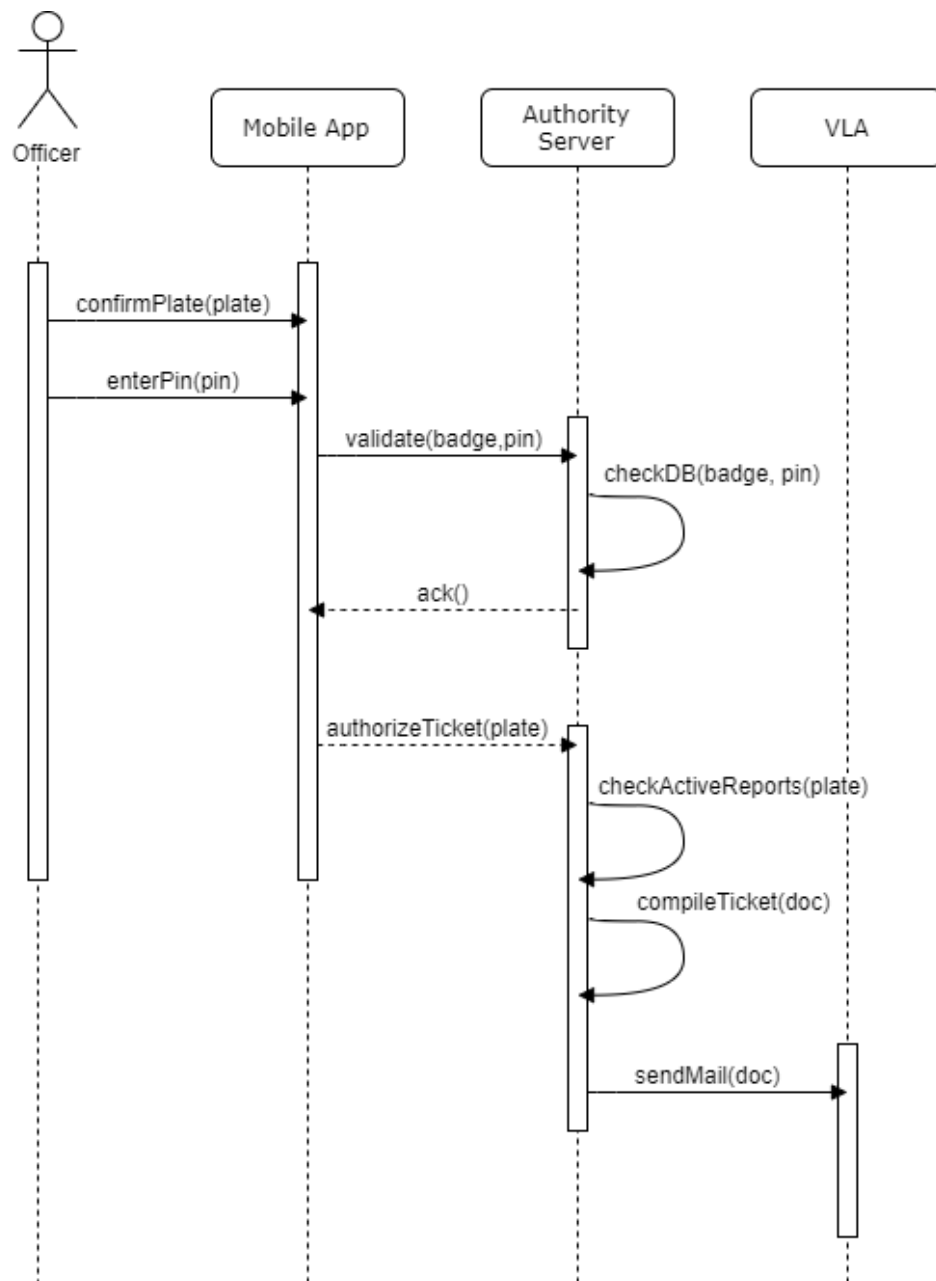 Officer
Mobile App
Authority
Server
VLA
confirmPlate(plate)
enterPin(pin)
validate(badge,pin)
checkDB(badge, pin)
ack()
authorizeTicket(plate)
checkActiveReports(plate)
compileTicket(doc)
sendMail(doc)